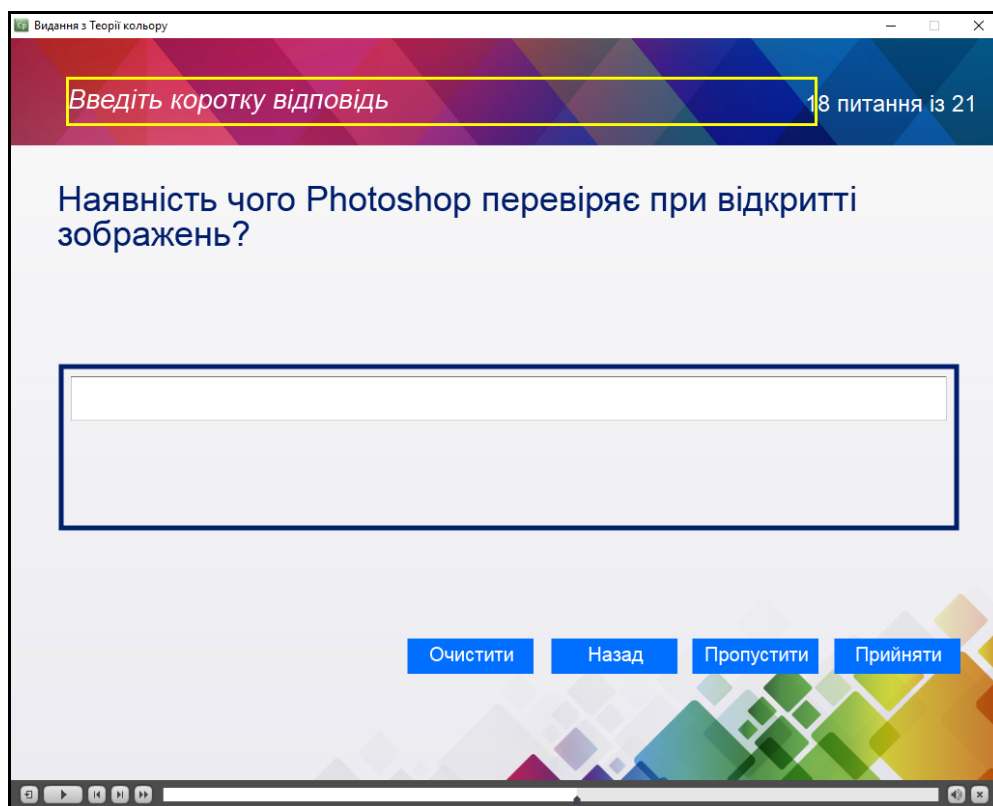 Видання з Теорії кольору
Введіть коротку відповідь
18 питання із 21
Наявність чого Photoshop перевіряє при відкритті
зображень?
Очистити
Назад
Пропустити
Прийняти